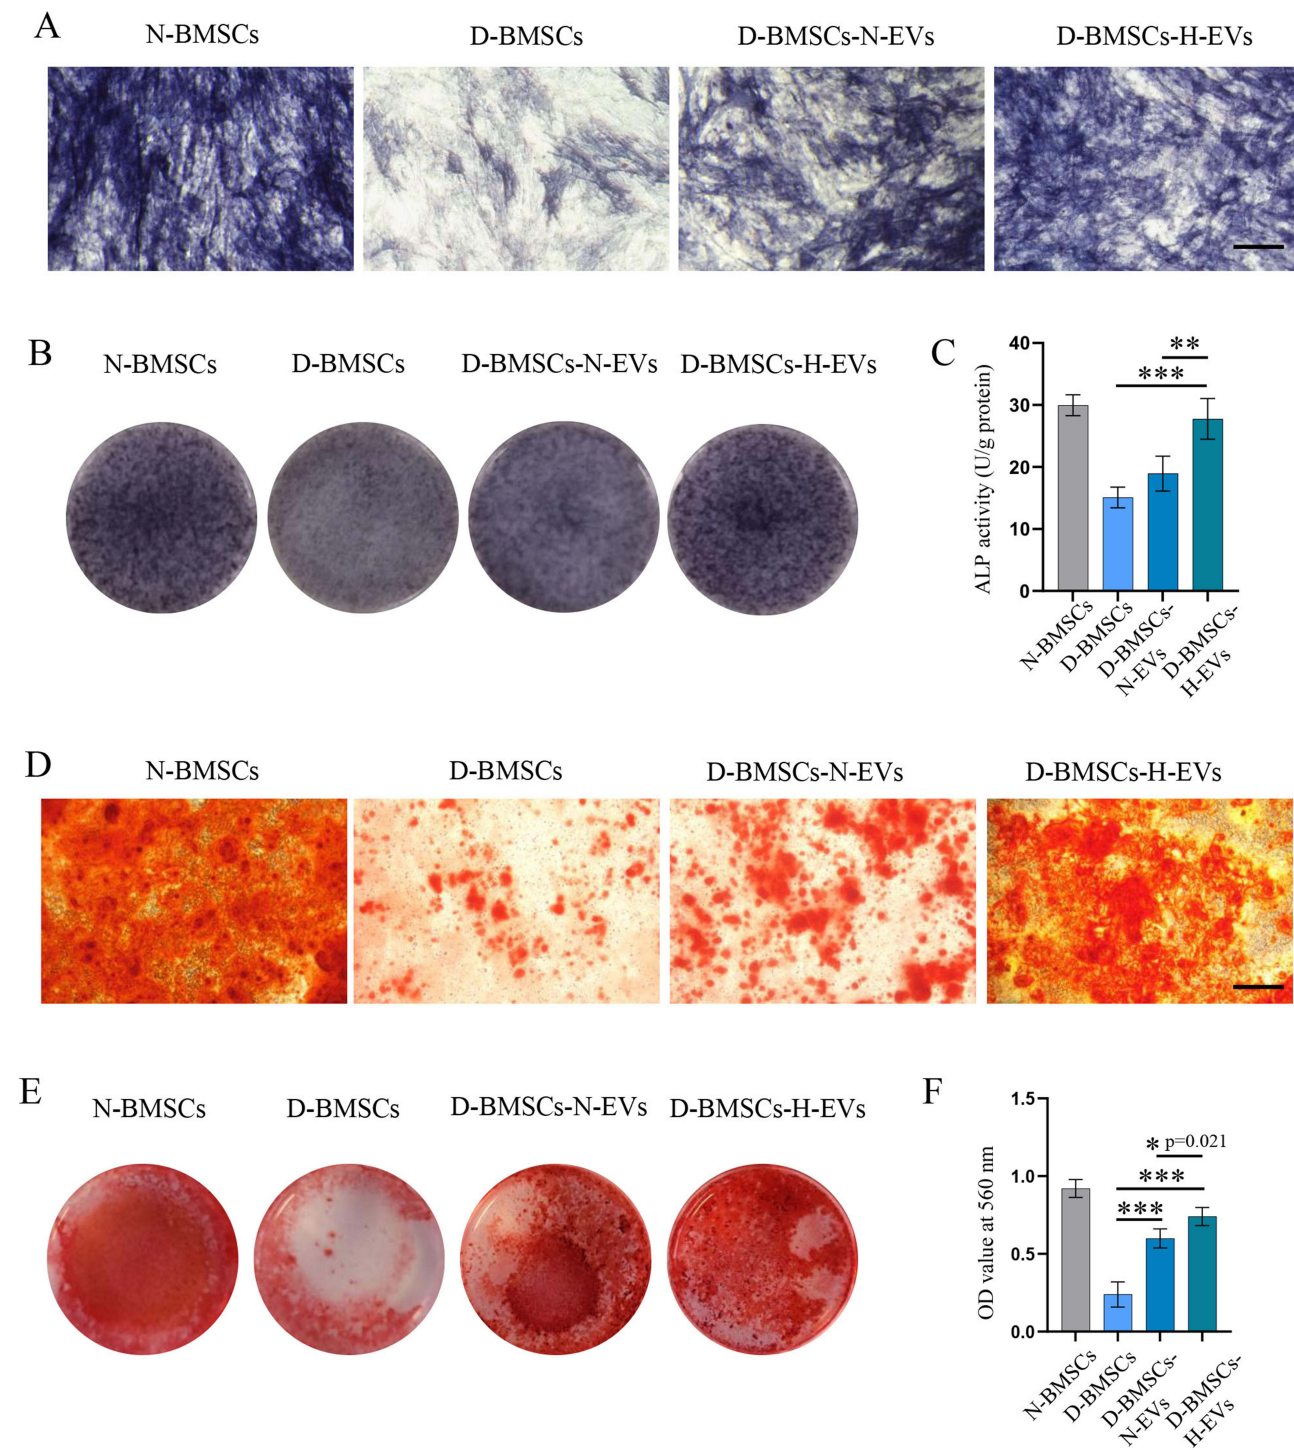 A
N-BMSCs
D-BMSCs
D-BMSCs-N-EVs
D-BMSCs-H-EVs
B
N-BMSCs
D-BMSCs
D-BMSCs-N-EVs
D-BMSCs-H-EVs
C
ALP activity (U/g protein)
40
30
20
10
0
**
***
N-BMSCs
D-BMSCs
D-BMSCs-
N-EVs
D-BMSCs-
H-EVs
D
N-BMSCs
D-BMSCs
D-BMSCs-N-EVs
D-BMSCs-H-EVs
E
N-BMSCs
D-BMSCs
D-BMSCs-N-EVs
D-BMSCs-H-EVs
F
OD value at 560 nm
1.5
1.0
0.5
0.0
* p=0.021
***
***
N-BMSCs
D-BMSCs
D-BMSCs-
N-EVs
D-BMSCs-
H-EVs